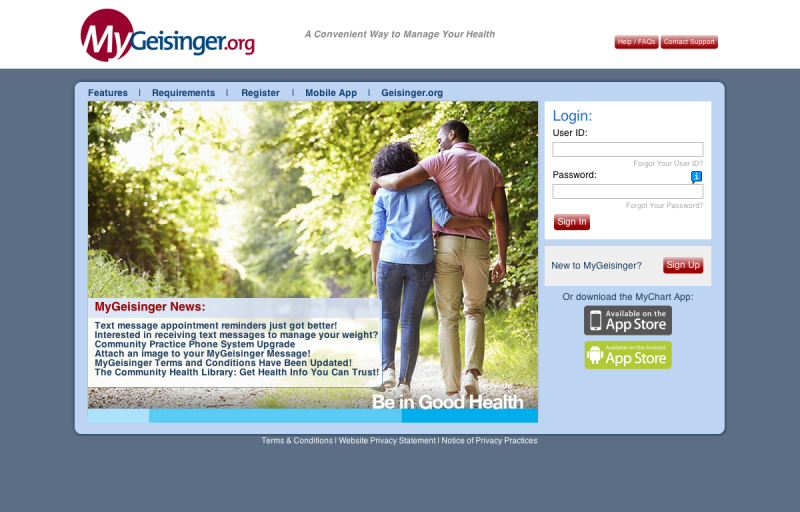 MyGeisinger.org
A Convenient Way to Manage Your Health
Help / FAQs Contact Support
Features | Requirements | Register | Mobile App | Geisinger.org
Login:
User ID:
Forgot Your User ID?
Password:
i
Forgot Your Password?
Sign In
New to MyGeisinger? Sign Up
Or download the MyChart App:
Available on the
App Store
Available on the Android
App Store
MyGeisinger News:
Text message appointment reminders just got better!
Interested in receiving text messages to manage your weight?
Community Practice Phone System Upgrade
Attach an image to your MyGeisinger Message!
MyGeisinger Terms and Conditions Have Been Updated!
The Community Health Library: Get Health Info You Can Trust!
Be in Good Health
Terms & Conditions | Website Privacy Statement | Notice of Privacy Practices